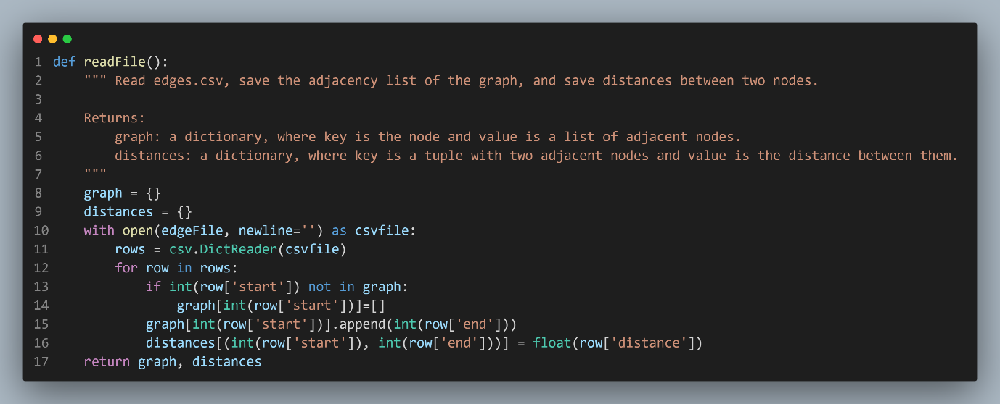 1 def readFile():
2     """ Read edges.csv, save the adjacency list of the graph, and save distances between two nodes.
3
4     Returns:
5         graph: a dictionary, where key is the node and value is a list of adjacent nodes.
6         distances: a dictionary, where key is a tuple with two adjacent nodes and value is the distance between them.
7     """
8     graph = {}
9     distances = {}
10     with open(edgeFile, newline='') as csvfile:
11         rows = csv.DictReader(csvfile)
12         for row in rows:
13             if int(row['start']) not in graph:
14                 graph[int(row['start'])]=[]
15             graph[int(row['start'])].append(int(row['end']))
16             distances[(int(row['start']), int(row['end']))] = float(row['distance'])
17     return graph, distances